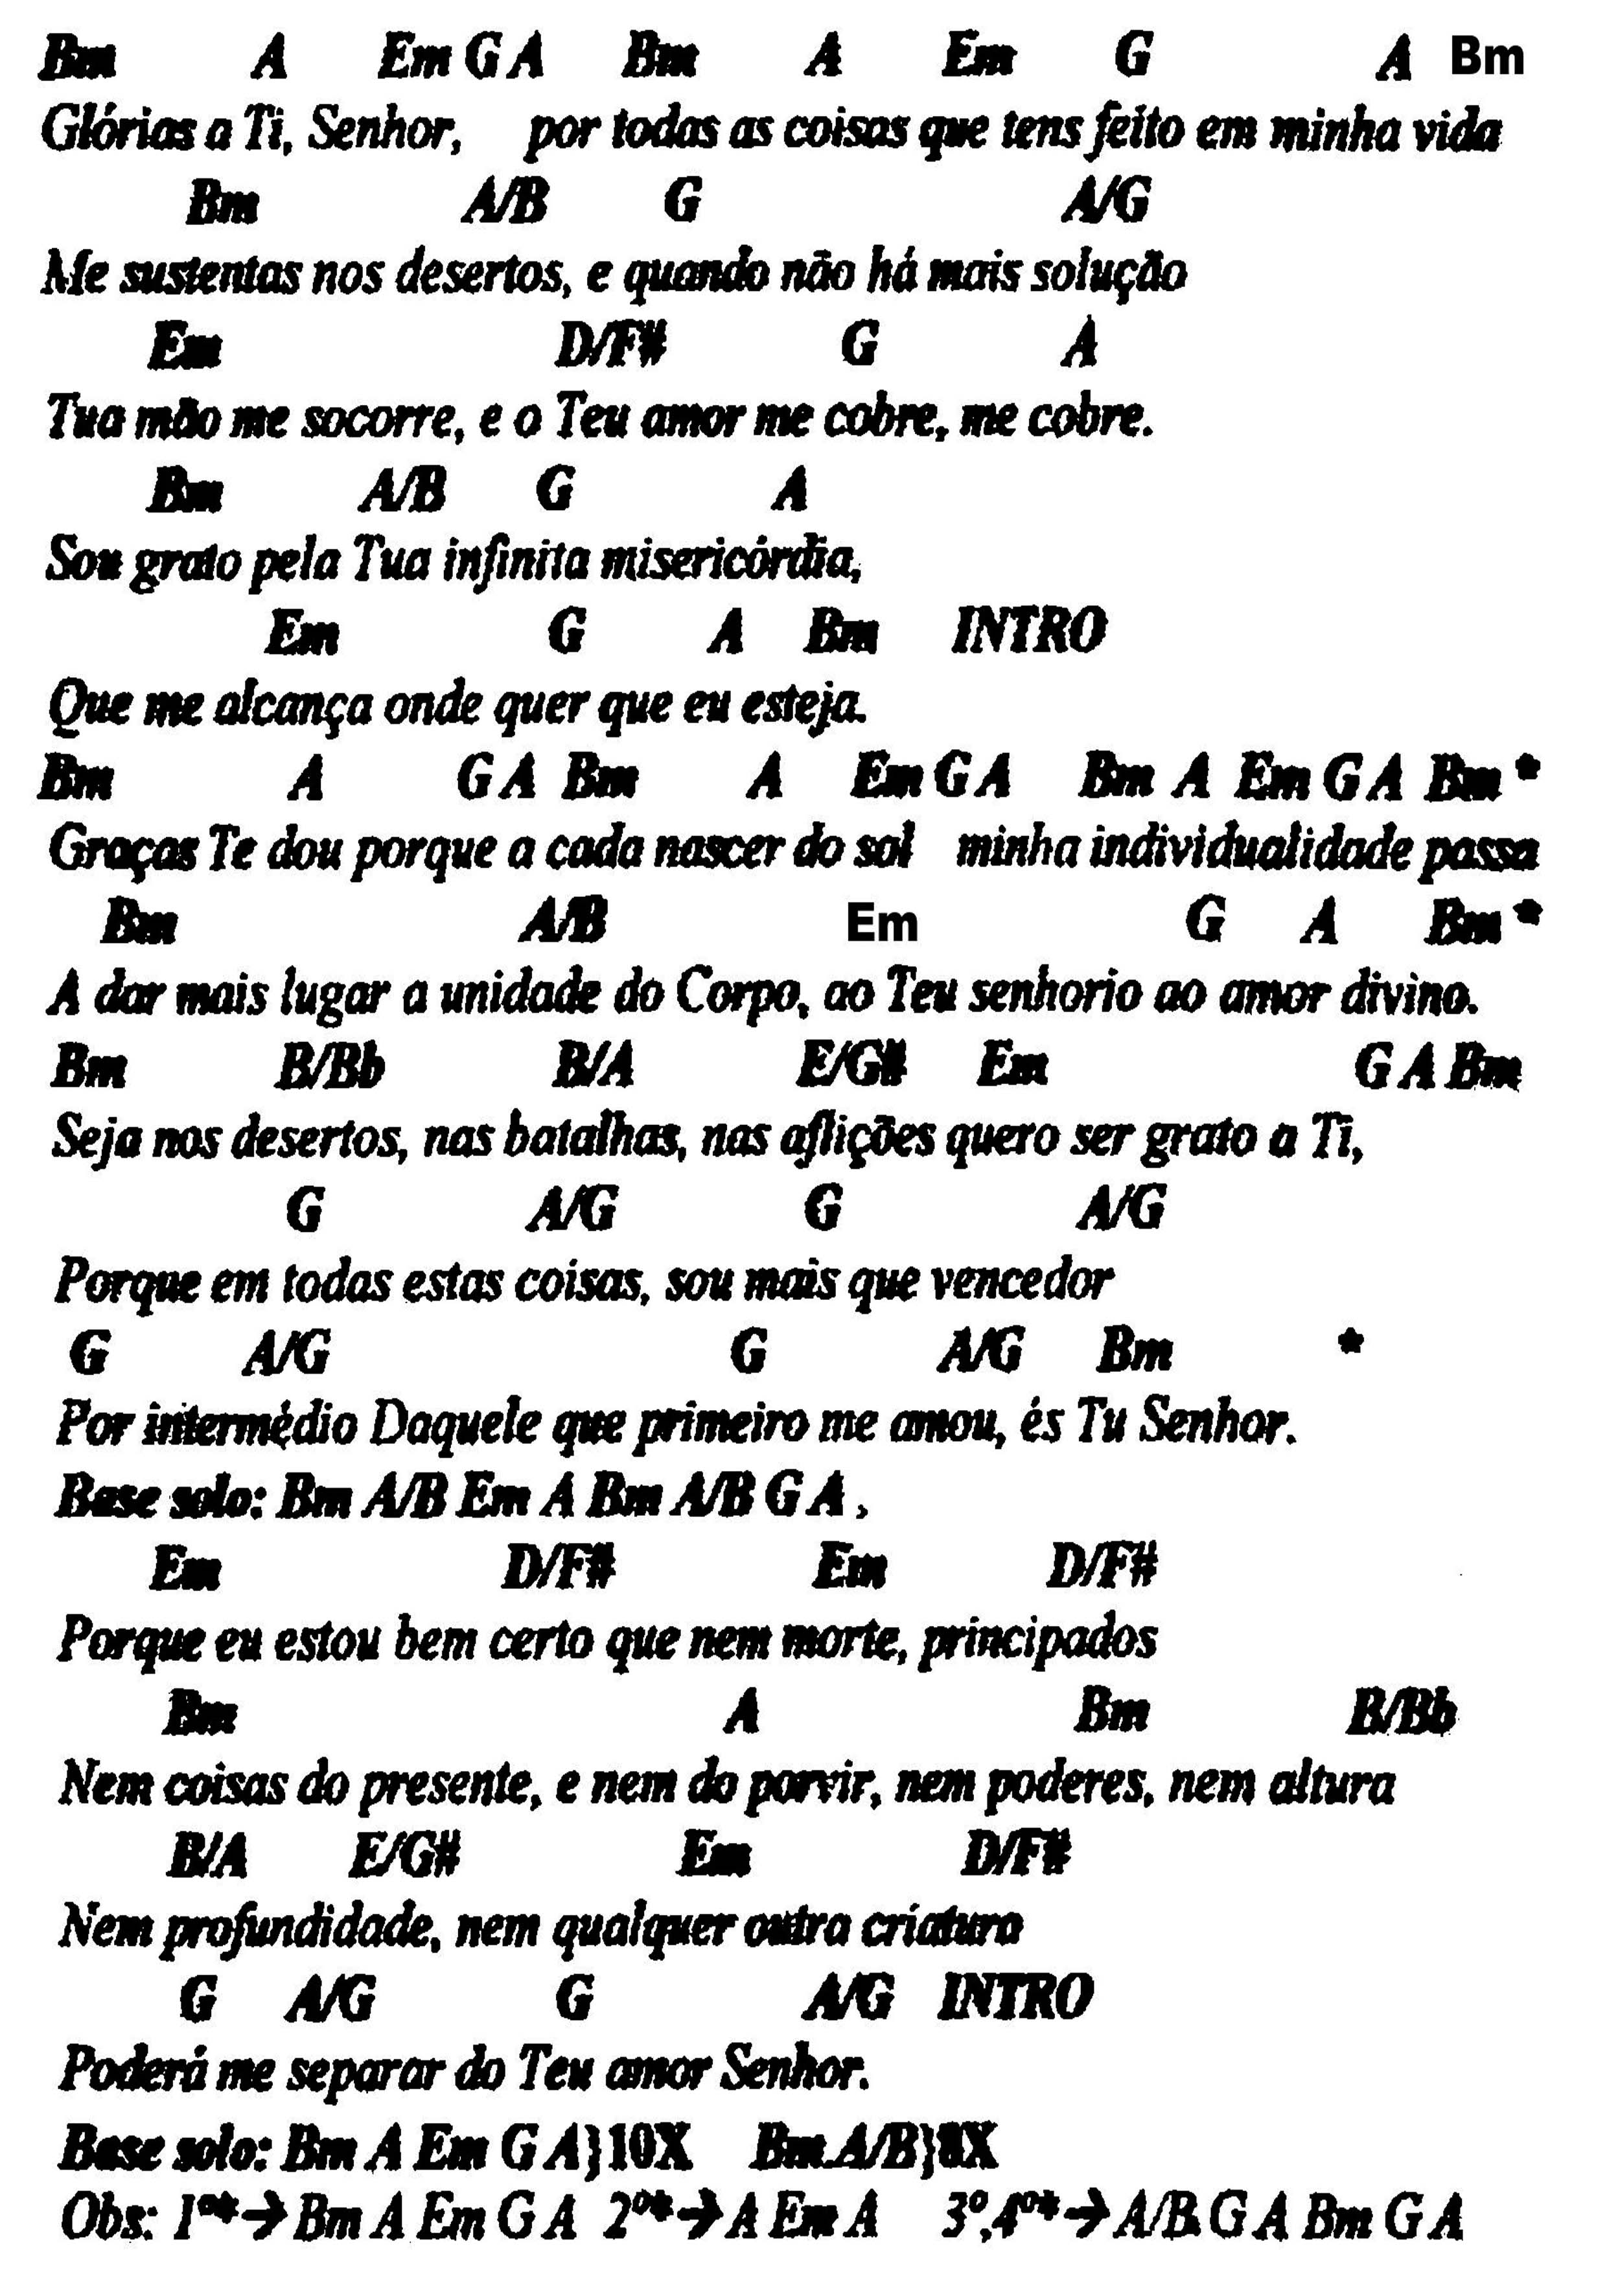 Bm A Em G A Bm A Em G A Bm
Glórias a Ti, Senhor, por todas as coisas que tens feito em minha vida
Bm A/B G A/G
Me sustentas nos desertos, e quando não há mais solução
Em D/F# G A
Tua mão me socorre, e o Teu amor me cobre, me cobre.
Bm A/B G A
Sou grato pela Tua infinita misericórdia,
Em G A Bm INTRO
Que me alcança onde quer que eu esteja.
Bm A G A Bm A Em G A Bm A Em G A Bm *
Graças Te dou porque a cada nascer do sol minha individualidade passa
Bm A/B Em G A Bm *
A dar mais lugar a unidade do Corpo, ao Teu senhorio ao amor divino.
Bm B/Bb B/A E/G# Em G A Bm
Seja nos desertos, nas batalhas, nas aflições quero ser grato a Ti,
G A/G G A/G
Porque em todas estas coisas, sou mais que vencedor
G A/G G A/G Bm *
Por intermédio Daquele que primeiro me amou, és Tu Senhor.
Base solo: Bm A/B Em A Bm A/B G A ,
Em D/F# Em D/F#
Porque eu estou bem certo que nem morte, principados
Bm A Bm B/Bb
Nem coisas do presente, e nem do porvir, nem poderes, nem altura
B/A E/G# Em D/F#
Nem profundidade, nem qualquer outra criatura
G A/G G A/G INTRO
Poderá me separar do Teu amor Senhor.
Base solo: Bm A Em G A}10X Bm A/B}8X
Obs: 1º*→Bm A Em G A 2º*→A Em A 3º,4º*→A/B G A Bm G A